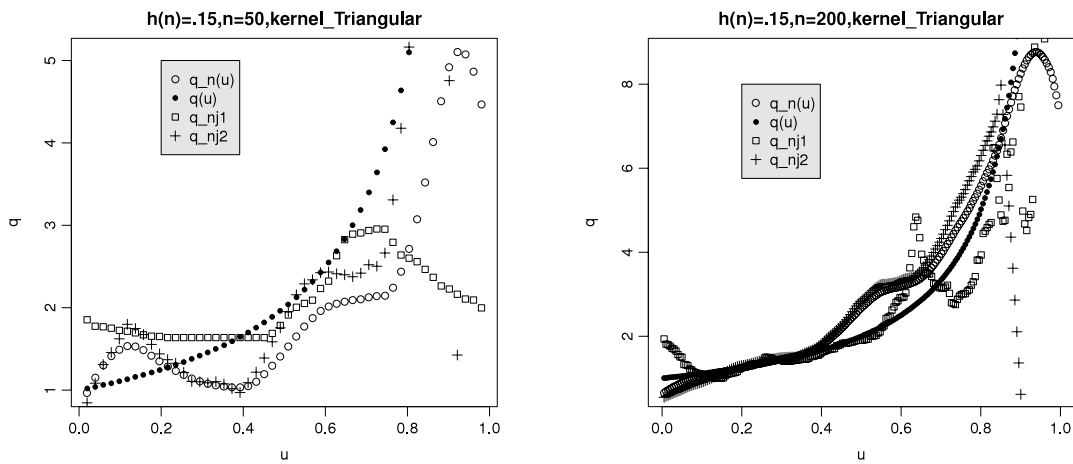 h(n)=.15,n=50,kernel_Triangular
q_n(u)
q(u)
q_nj1
q_nj2
5
4
3
2
1
q
0.0 0.2 0.4 0.6 0.8 1.0
u
h(n)=.15,n=200,kernel_Triangular
q_n(u)
q(u)
q_nj1
q_nj2
8
6
4
2
q
0.0 0.2 0.4 0.6 0.8 1.0
u